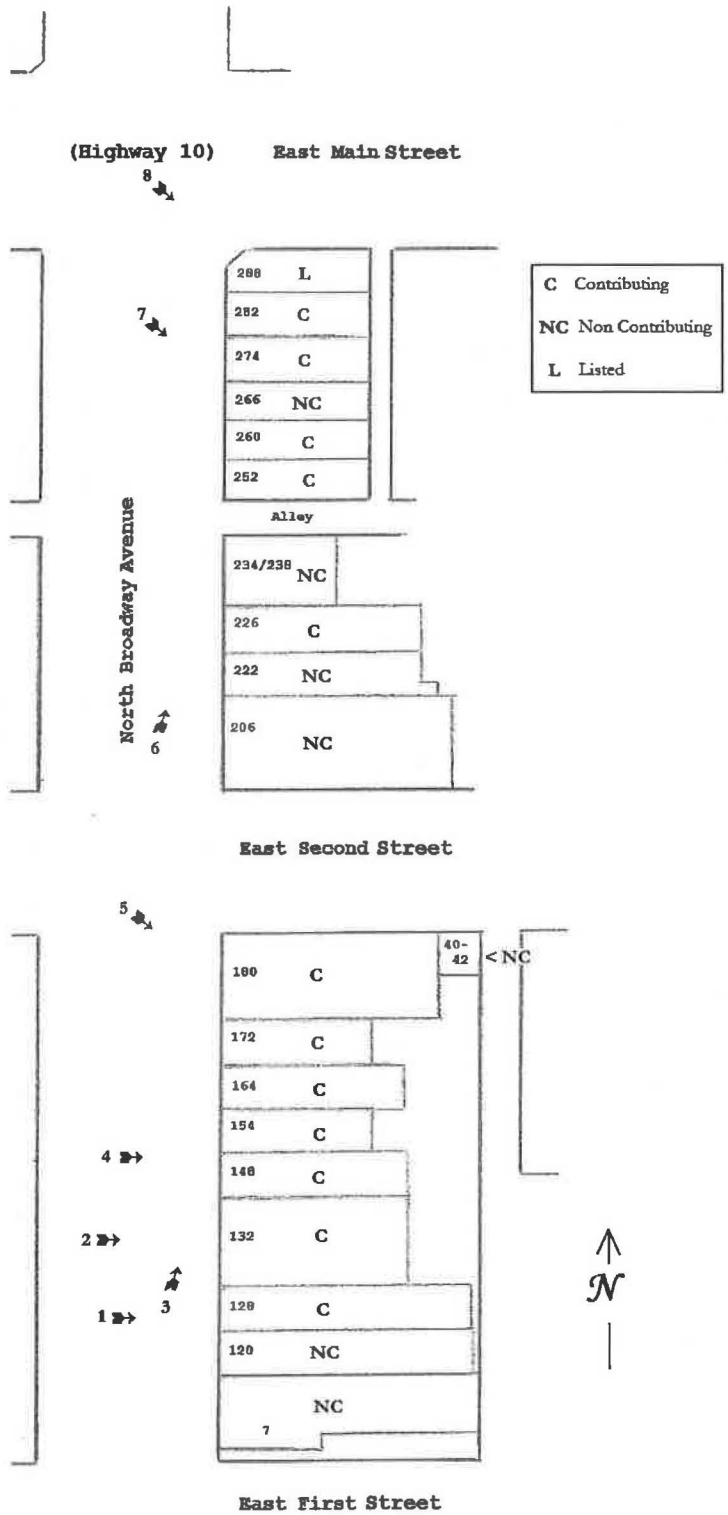 (Highway 10) East Main Street
8
288 L
282 C
7
274 C
266 NC
260 C
252 C
C Contributing
NC Non Contributing
L Listed
Alley
North Broadway Avenue
234/238 NC
226 C
222 NC
206 NC
6
East Second Street
5
180 C
40-
42
< NC
172 C
164 C
154 C
4
148 C
2
132 C
3
128 C
1
120 NC
NC
7
N
East First Street